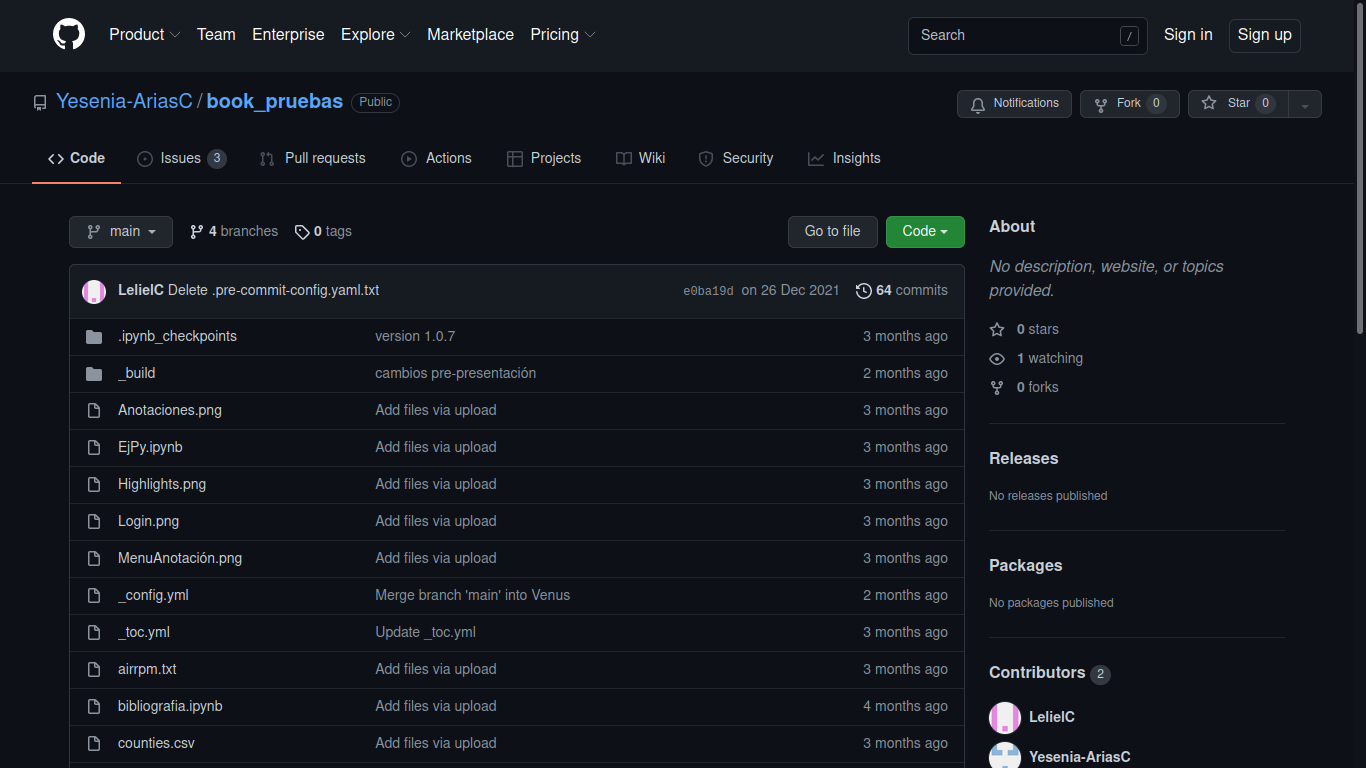 Product Team Enterprise Explore Marketplace Pricing Search / Sign in Sign up
Yesenia-AriasC / book_pruebas Public Notifications Fork 0 Star 0
Code Issues 3 Pull requests Actions Projects Wiki Security Insights
main 4 branches 0 tags Go to file Code
LelielC Delete .pre-commit-config.yaml.txt e0ba19d on 26 Dec 2021 64 commits
.ipynb_checkpoints version 1.0.7 3 months ago
_build cambios pre-presentación 2 months ago
Anotaciones.png Add files via upload 3 months ago
EjPy.ipynb Add files via upload 3 months ago
Highlights.png Add files via upload 3 months ago
Login.png Add files via upload 3 months ago
MenuAnotación.png Add files via upload 3 months ago
_config.yml Merge branch 'main' into Venus 2 months ago
_toc.yml Update _toc.yml 3 months ago
airrpm.txt Add files via upload 3 months ago
bibliografia.ipynb Add files via upload 4 months ago
counties.csv Add files via upload 3 months ago
About
No description, website, or topics
provided.
0 stars
1 watching
0 forks
Releases
No releases published
Packages
No packages published
Contributors 2
LelielC
Yesenia-AriasC